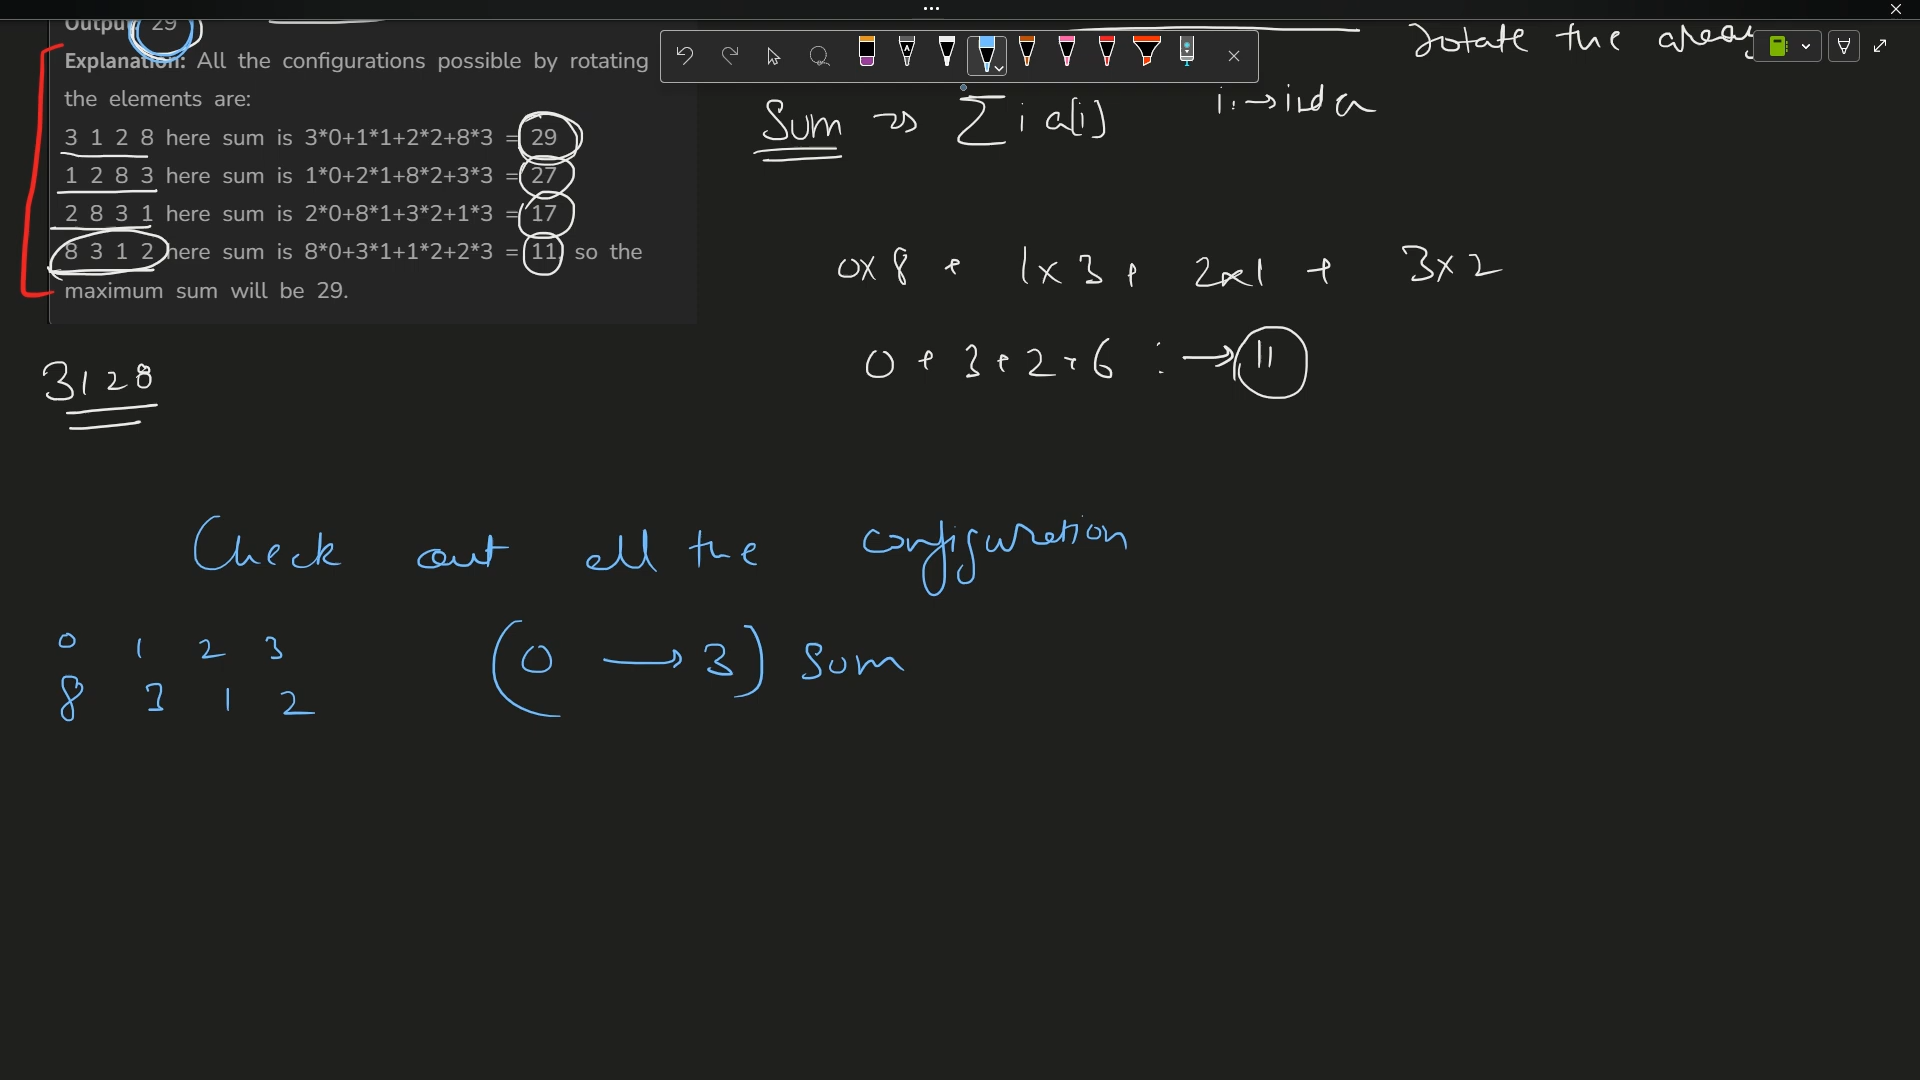 Output 29
Explanation: All the configurations possible by rotating
the elements are:
3 1 2 8 here sum is 3*0+1*1+2*2+8*3 = 29
1 2 8 3 here sum is 1*0+2*1+8*2+3*3 = 27
2 8 3 1 here sum is 2*0+8*1+3*2+1*3 = 17
8 3 1 2 here sum is 8*0+3*1+1*2+2*3 = 11, so the
maximum sum will be 29.
rotate the array
Sum => Σ i a[i]
i → index
0x8 + 1x3 + 2x1 + 3x2
0 + 3 + 2 + 6 : → 11
3128
Check out all the configuration
0 1 2 3
8 3 1 2
(0 → 3) Sum